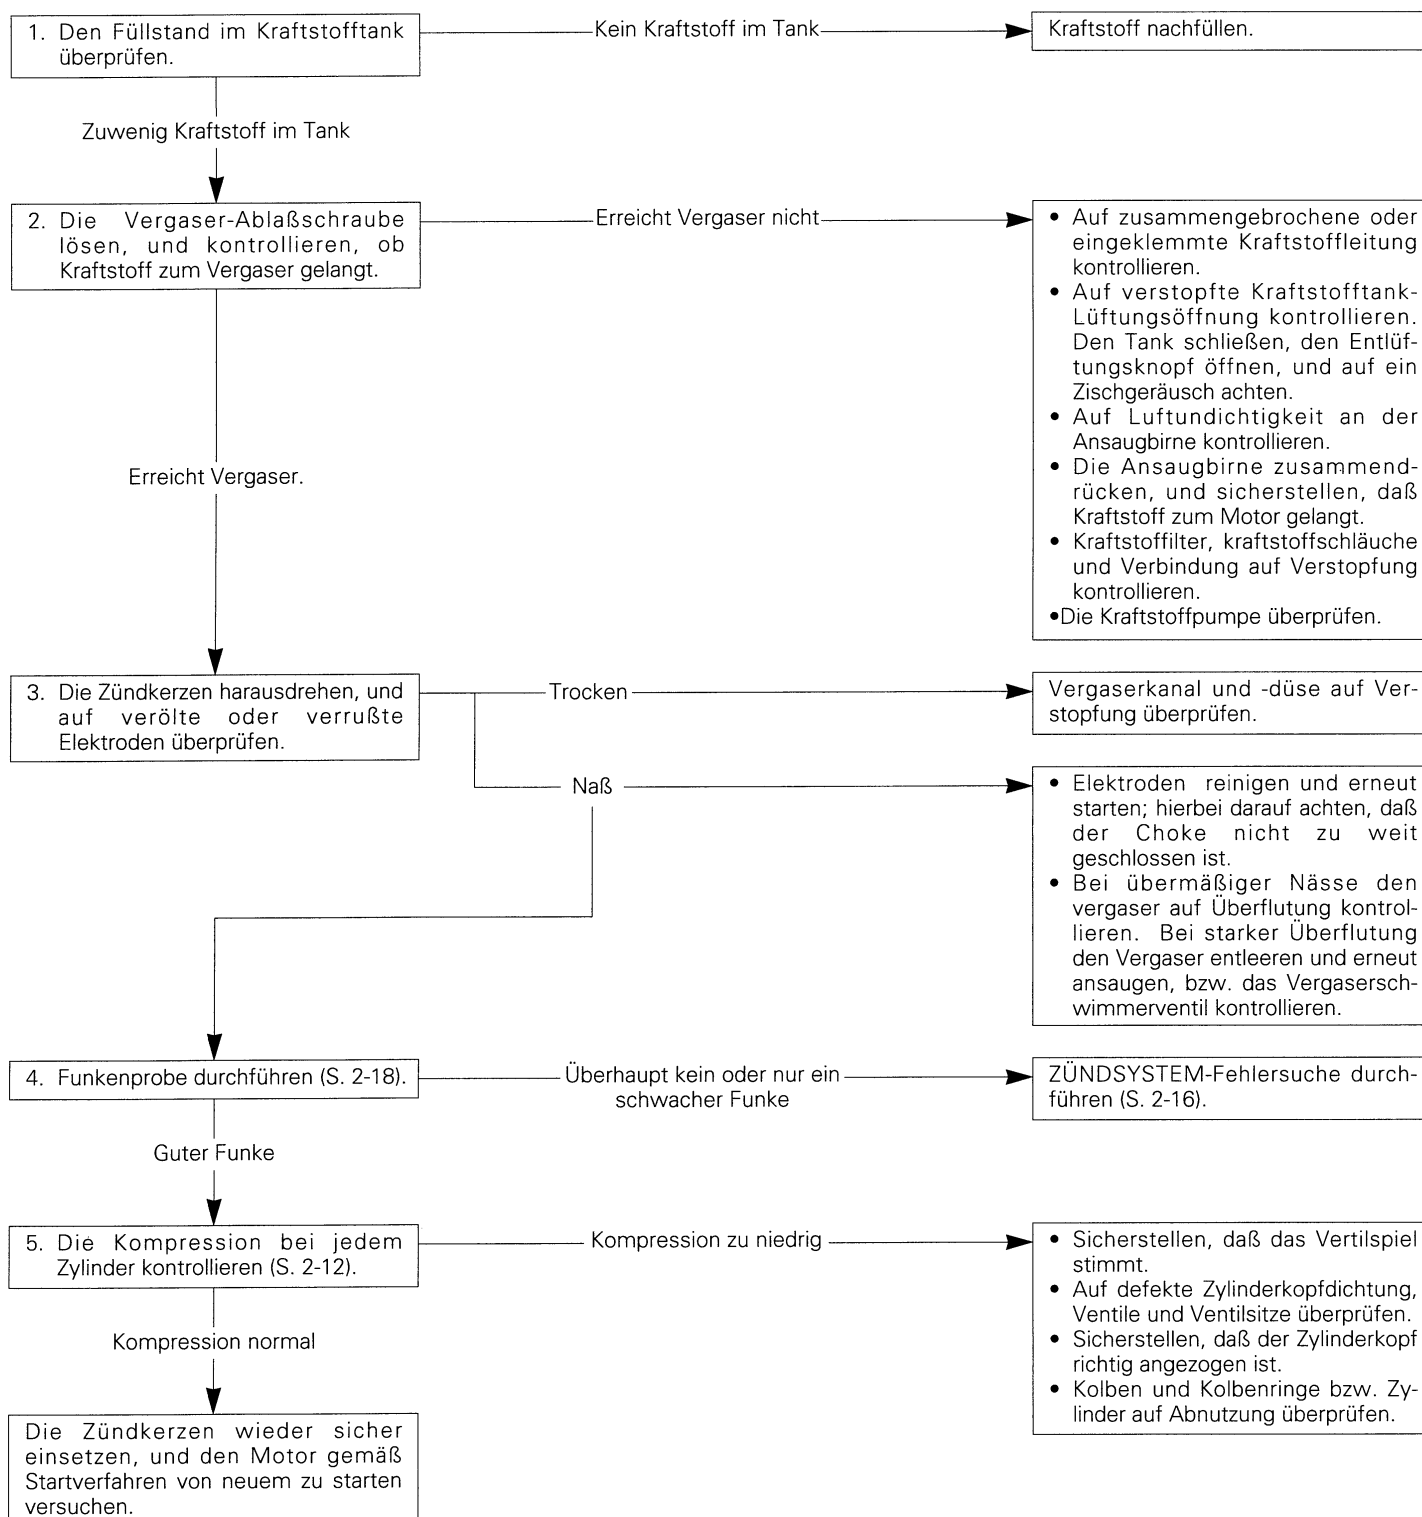 1. Den Füllstand im Kraftstofftank
überprüfen.
Kein Kraftstoff im Tank
Kraftstoff nachfüllen.
Zuwenig Kraftstoff im Tank
2. Die Vergaser-Ablaßschraube
lösen, und kontrollieren, ob
Kraftstoff zum Vergaser gelangt.
Erreicht Vergaser nicht
• Auf zusammengebrochene oder
eingeklemmte Kraftstoffleitung
kontrollieren.
• Auf verstopfte Kraftstofftank-
Lüftungsöffnung kontrollieren.
Den Tank schließen, den Entlüf-
tungsknopf öffnen, und auf ein
Zischgeräusch achten.
• Auf Luftundichtigkeit an der
Ansaugbirne kontrollieren.
• Die Ansaugbirne zusammend-
rücken, und sicherstellen, daß
Kraftstoff zum Motor gelangt.
• Kraftstoffilter, kraftstoffschläuche
und Verbindung auf Verstopfung
kontrollieren.
•Die Kraftstoffpumpe überprüfen.
Erreicht Vergaser.
3. Die Zündkerzen harausdrehen, und
auf verölte oder verrußte
Elektroden überprüfen.
Trocken
Vergaserkanal und -düse auf Ver-
stopfung überprüfen.
Naß
• Elektroden reinigen und erneut
starten; hierbei darauf achten, daß
der Choke nicht zu weit
geschlossen ist.
• Bei übermäßiger Nässe den
vergaser auf Überflutung kontrol-
lieren. Bei starker Überflutung
den Vergaser entleeren und erneut
ansaugen, bzw. das Vergasersch-
wimmerventil kontrollieren.
4. Funkenprobe durchführen (S. 2-18).
Überhaupt kein oder nur ein
schwacher Funke
ZÜNDSYSTEM-Fehlersuche durch-
führen (S. 2-16).
Guter Funke
5. Die Kompression bei jedem
Zylinder kontrollieren (S. 2-12).
Kompression zu niedrig
• Sicherstellen, daß das Vertilspiel
stimmt.
• Auf defekte Zylinderkopfdichtung,
Ventile und Ventilsitze überprüfen.
• Sicherstellen, daß der Zylinderkopf
richtig angezogen ist.
• Kolben und Kolbenringe bzw. Zy-
linder auf Abnutzung überprüfen.
Kompression normal
Die Zündkerzen wieder sicher
einsetzen, und den Motor gemäß
Startverfahren von neuem zu starten
versuchen.